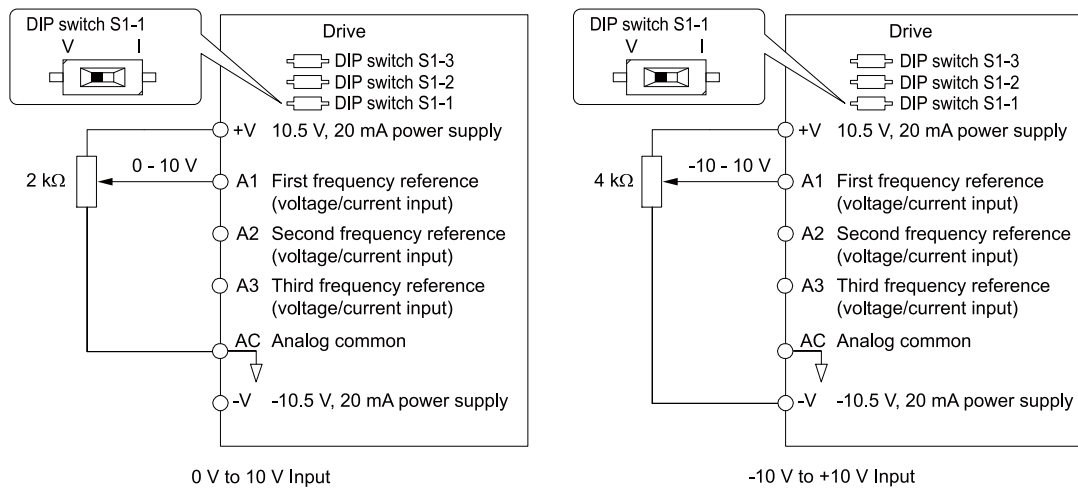 DIP switch S1-1
V I
Drive
DIP switch S1-3
DIP switch S1-2
DIP switch S1-1
+V 10.5 V, 20 mA power supply
2 kΩ
0 - 10 V
A1 First frequency reference
(voltage/current input)
A2 Second frequency reference
(voltage/current input)
A3 Third frequency reference
(voltage/current input)
AC Analog common
-V -10.5 V, 20 mA power supply
0 V to 10 V Input
DIP switch S1-1
V I
Drive
DIP switch S1-3
DIP switch S1-2
DIP switch S1-1
+V 10.5 V, 20 mA power supply
4 kΩ
-10 - 10 V
A1 First frequency reference
(voltage/current input)
A2 Second frequency reference
(voltage/current input)
A3 Third frequency reference
(voltage/current input)
AC Analog common
-V -10.5 V, 20 mA power supply
-10 V to +10 V Input